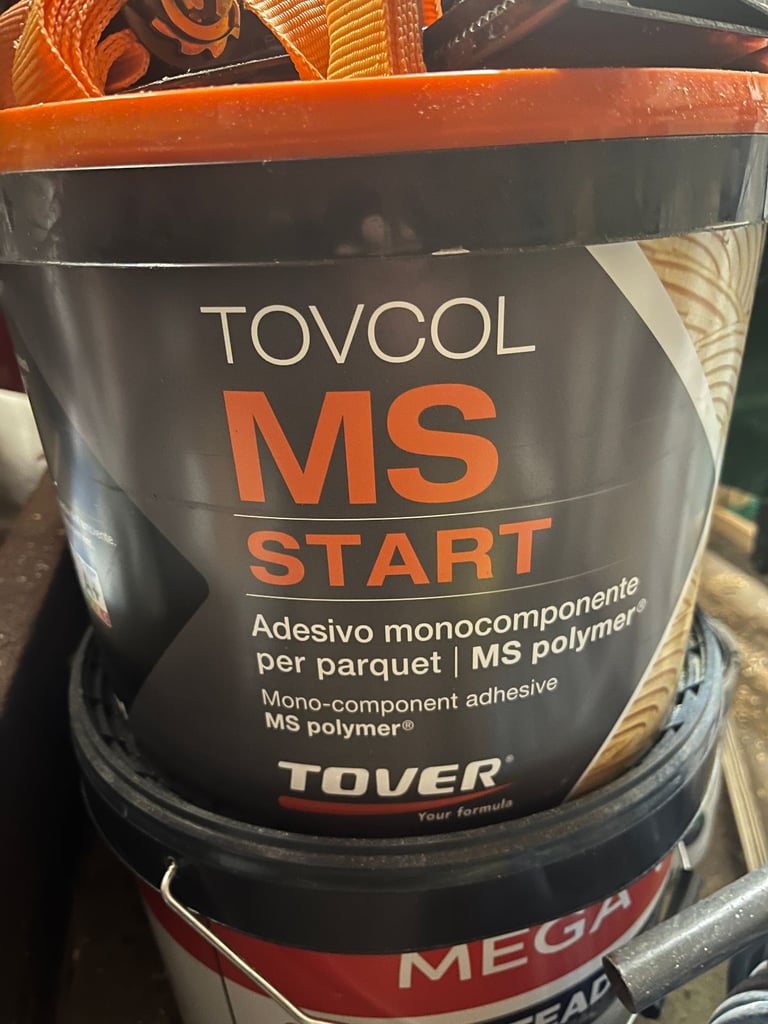 TOVCOL
MS
START
Adesivo monocomponente
per parquet | MS polymer®
Mono-component adhesive
MS polymer®
TOVER®
Your formula
MEGA